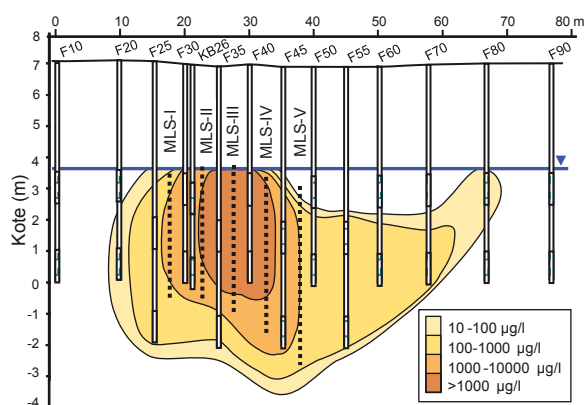 0 10 20 30 40 50 60 70 80 m
F10 F20 F25 F30 KB26 F35 F40 F45 F50 F55 F60 F70 F80 F90
8
7
6
5
4
3
2
1
0
-1
-2
-3
-4
Kote (m)
MLS-I
MLS-II
MLS-III
MLS-IV
MLS-V
10 -100 µg/l
100-1000 µg/l
1000 -10000 µg/l
>1000 µg/l